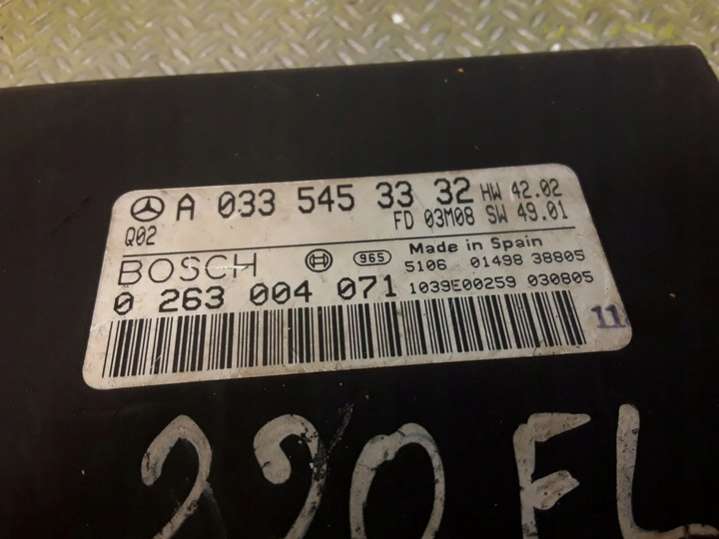 A 033 545 33 32 HW 42.02
Q02 FD 03M08 SW 49.01
BOSCH 965 Made in Spain
5106 01498 38805
0 263 004 071 1039E00259 030805
11
220 FL